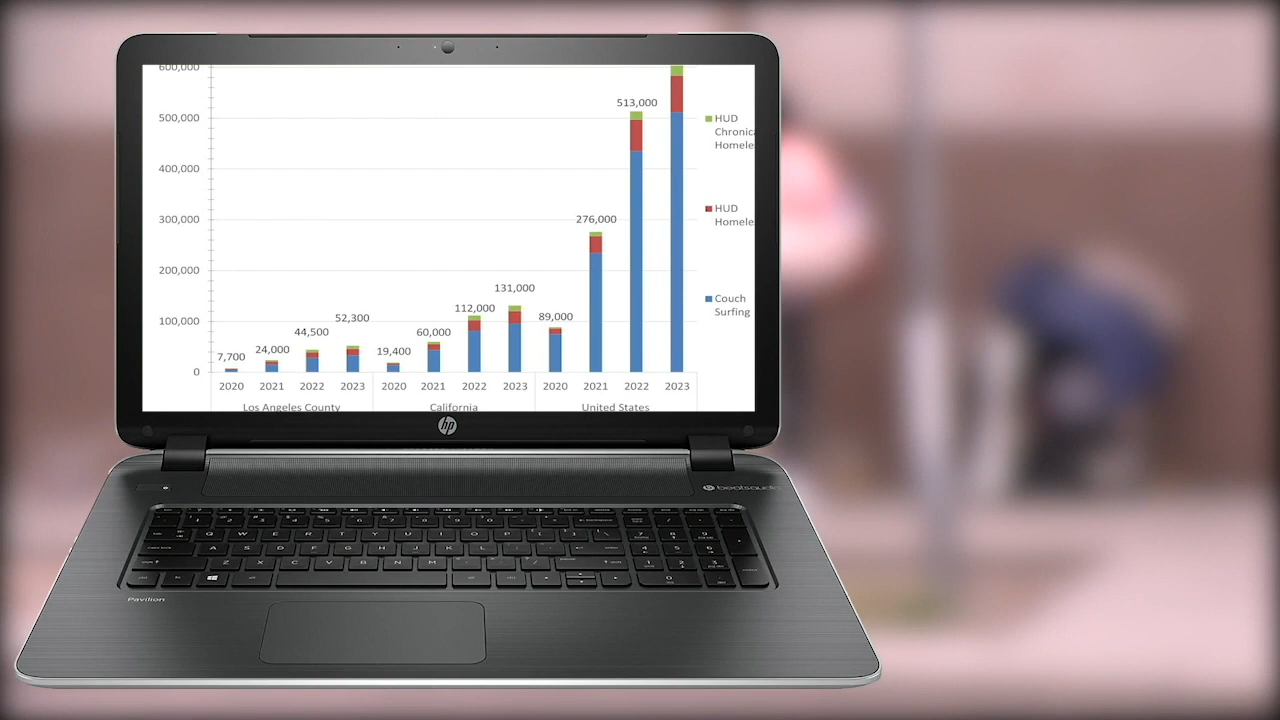 600,000
500,000
400,000
300,000
200,000
100,000
0
7,700
24,000
44,500
52,300
19,400
60,000
112,000
131,000
89,000
276,000
513,000
2020 2021 2022 2023 2020 2021 2022 2023 2020 2021 2022 2023
Los Angeles County California United States
HUD
Chronica
Homeles
HUD
Homeles
Couch
Surfing
hp
beatsaudio
Q W E R T Y U I O P
A S D F G H J K L
Z X C V B N M
Pavilion